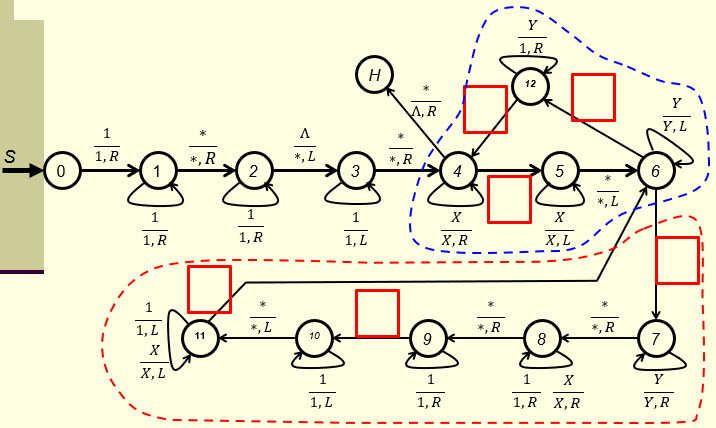 Y
1, R
12
H
*
Λ, R
Y
Y, L
S
1
1, R
*
*, R
Λ
*, L
*
*, R
0
1
2
3
4
5
6
*
*, L
1
1, R
1
1, R
1
1, L
X
X, R
X
X, L
1
1, L
X
X, L
*
*, L
*
*, R
*
*, R
11
10
9
8
7
1
1, L
1
1, R
1
1, R
X
X, R
Y
Y, R